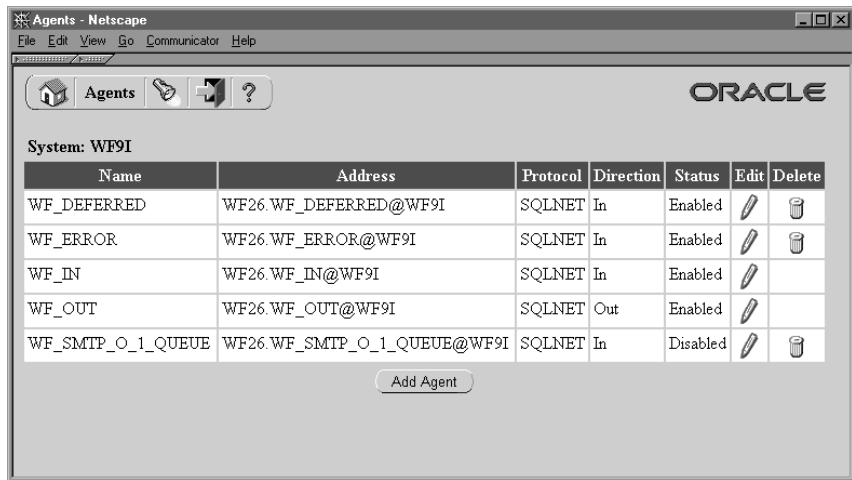 Agents - Netscape
File Edit View Go Communicator Help
Agents ?
ORACLE
System: WF9I
Name Address Protocol Direction Status Edit Delete
WF_DEFERRED WF26.WF_DEFERRED@WF9I SQLNET In Enabled
WF_ERROR WF26.WF_ERROR@WF9I SQLNET In Enabled
WF_IN WF26.WF_IN@WF9I SQLNET In Enabled
WF_OUT WF26.WF_OUT@WF9I SQLNET Out Enabled
WF_SMTP_O_1_QUEUE WF26.WF_SMTP_O_1_QUEUE@WF9I SQLNET In Disabled
Add Agent